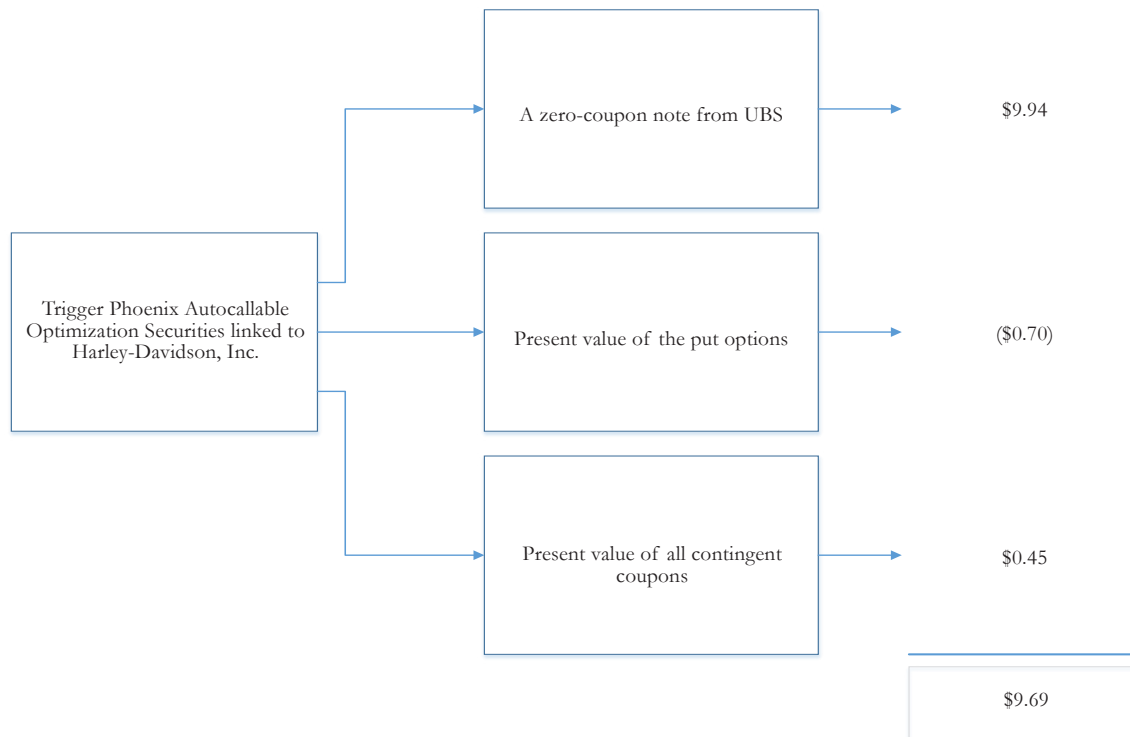 A zero-coupon note from UBS
$9.94
Trigger Phoenix Autocallable
Optimization Securities linked to
Harley-Davidson, Inc.
Present value of the put options
($0.70)
Present value of all contingent
coupons
$0.45
$9.69